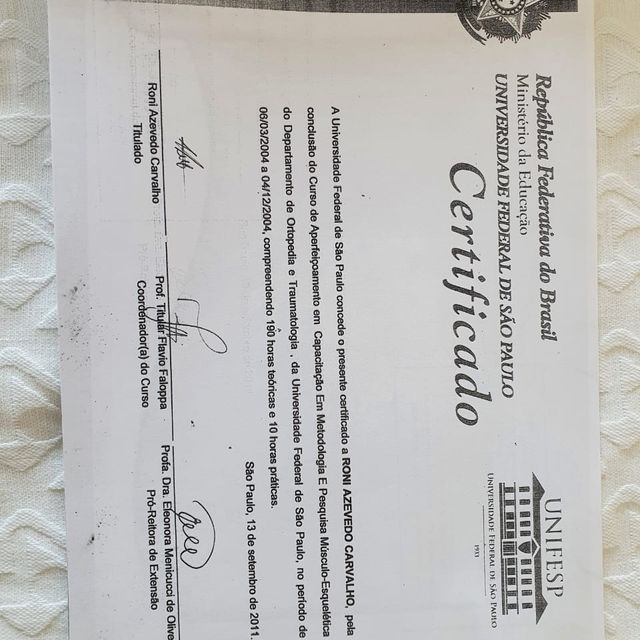 República Federativa do Brasil
Ministério da Educação
UNIVERSIDADE FEDERAL DE SÃO PAULO
UNIFESP
UNIVERSIDADE FEDERAL DE SÃO PAULO
1933
Certificado
A Universidade Federal de São Paulo concede o presente certificado a RONI AZEVEDO CARVALHO, pela
conclusão do Curso de Aperfeiçoamento em Capacitação Em Metodologia E Pesquisa Músculo-Esquelética
do Departamento de Ortopedia e Traumatologia , da Universidade Federal de São Paulo, no período de
06/03/2004 a 04/12/2004, compreendendo 190 horas teóricas e 10 horas práticas.
São Paulo, 13 de setembro de 2011.
Roni Azevedo Carvalho
Titulado
Prof. Titular Flavio Faloppa
Coordenador(a) do Curso
Profa. Dra. Eleonora Menicucci de Olive
Pró-Reitora de Extensão